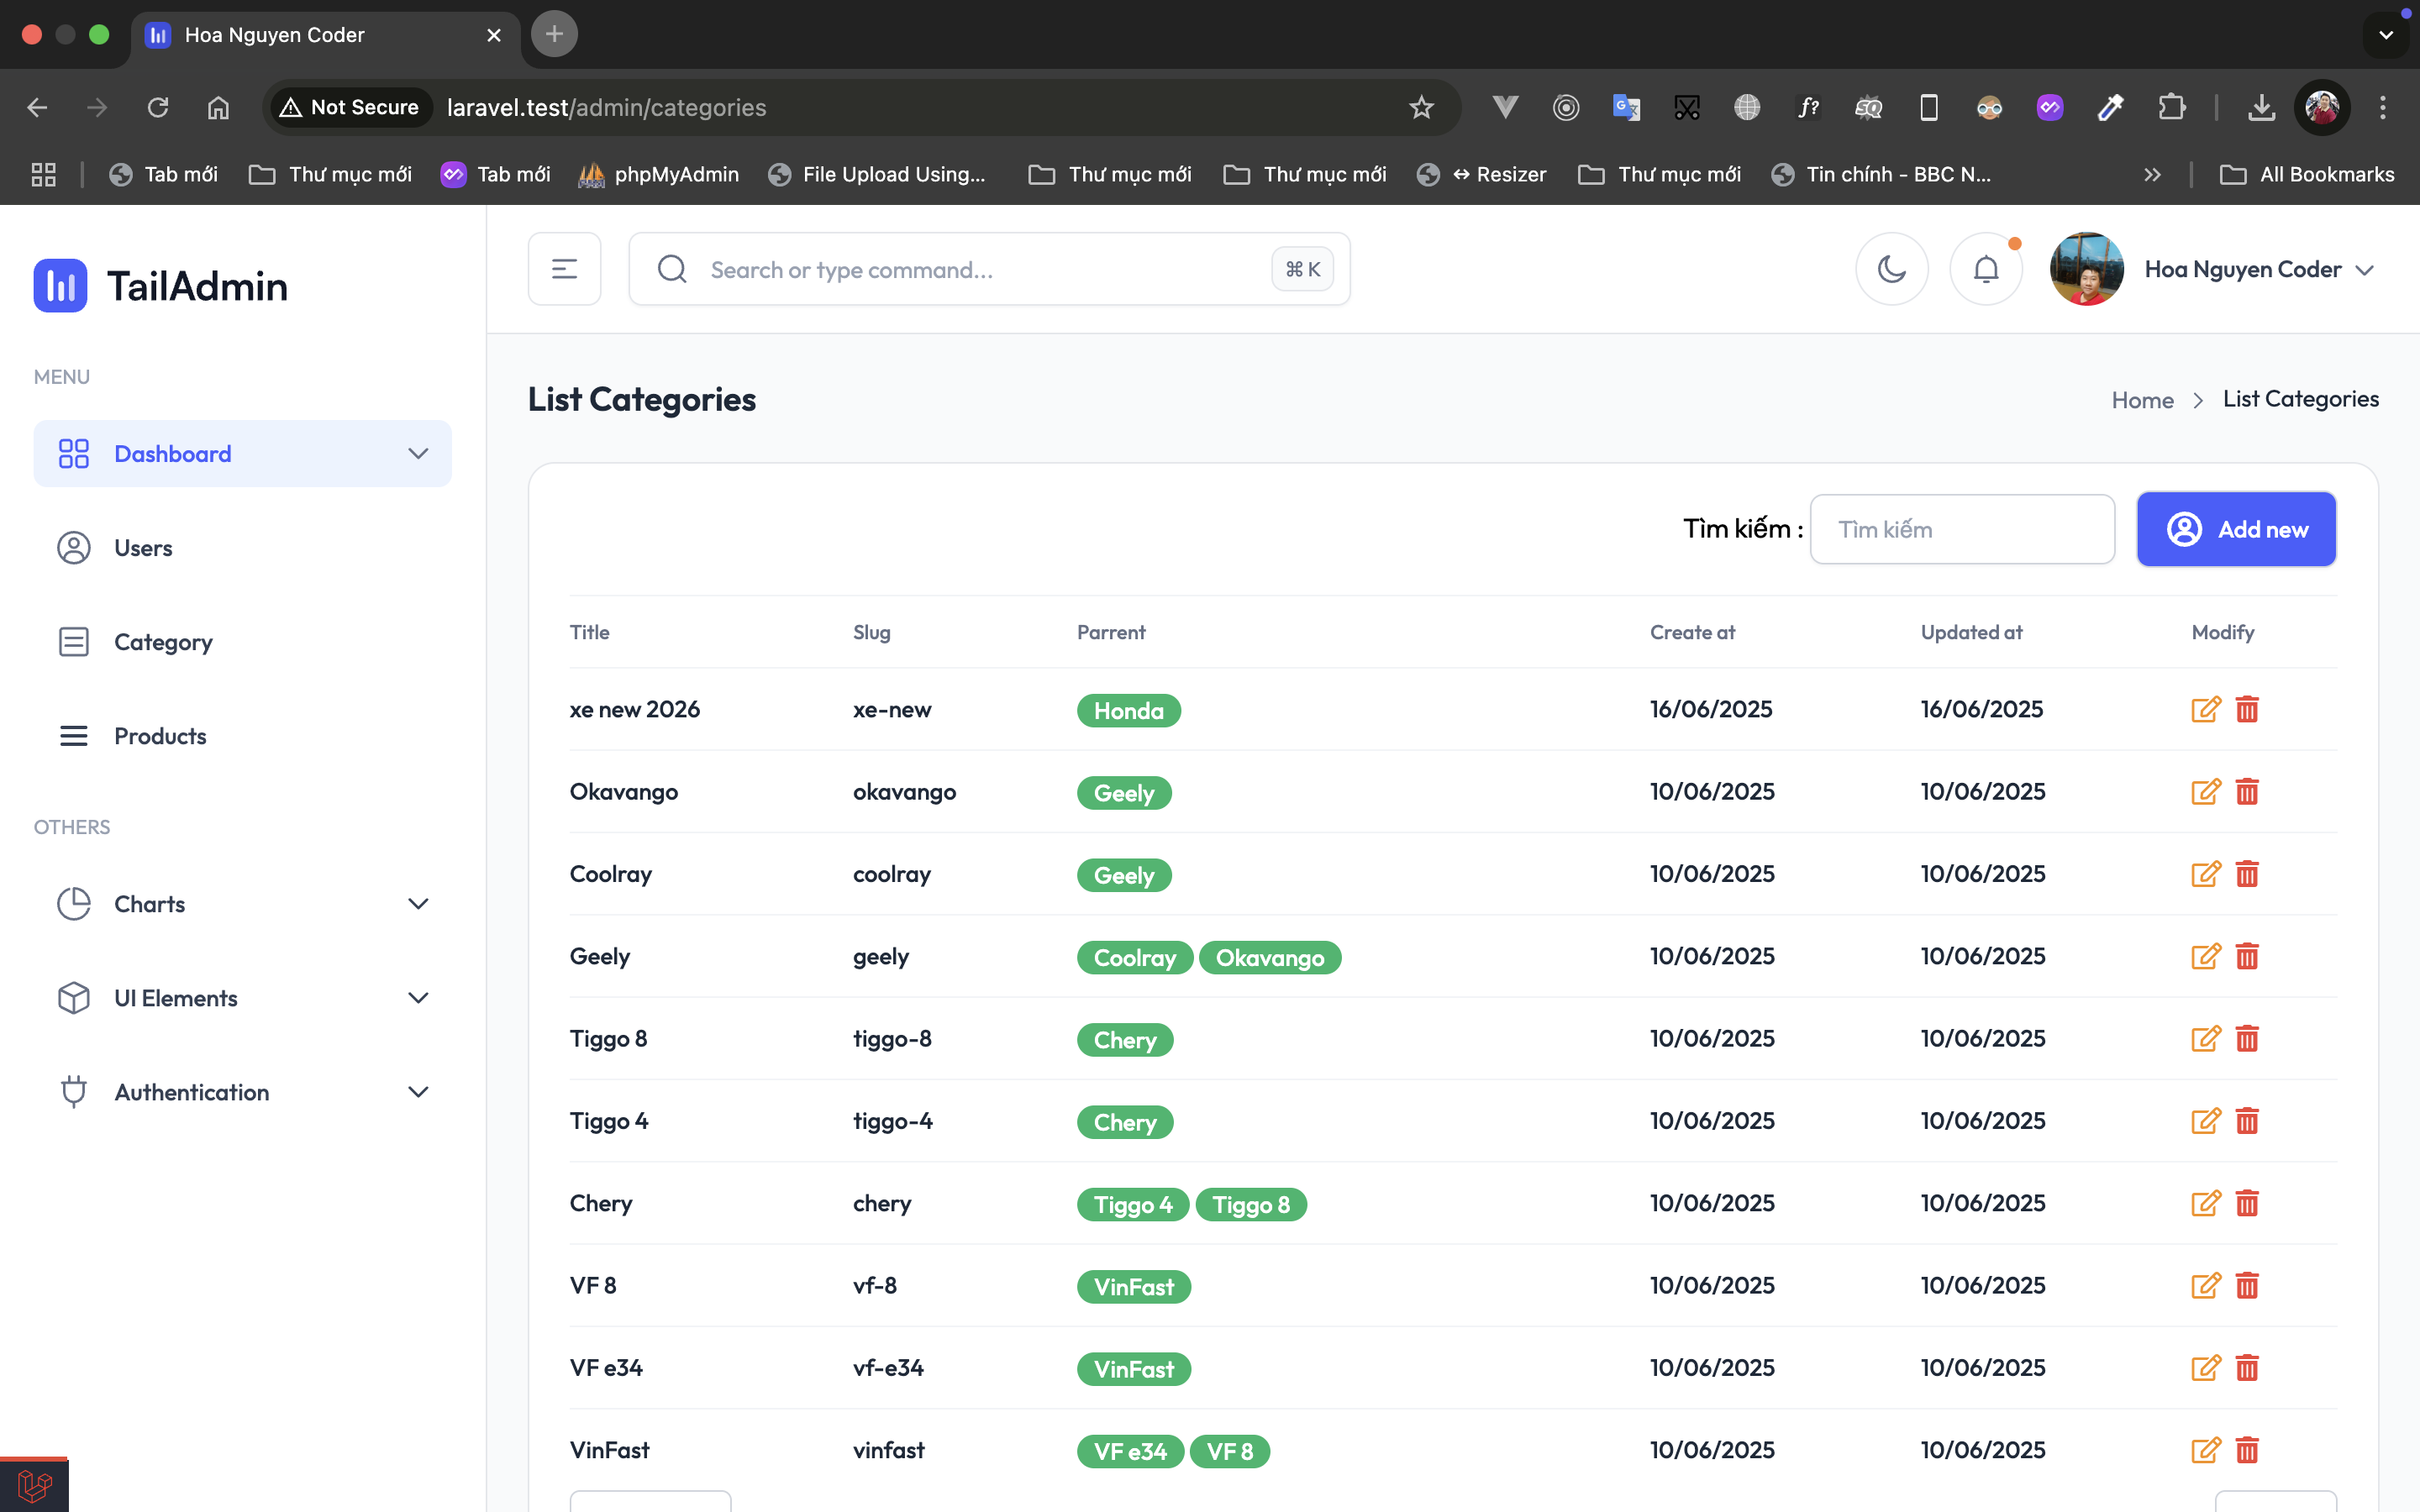 Hoa Nguyen Coder
Not Secure laravel.test/admin/categories
Tab mới Thư mục mới Tab mới phpMyAdmin File Upload Using... Thư mục mới Thư mục mới ↔ Resizer Thư mục mới Tin chính - BBC N... All Bookmarks
TailAdmin
Search or type command...
⌘ K
Hoa Nguyen Coder
MENU
Dashboard
Users
Category
Products
OTHERS
Charts
UI Elements
Authentication
List Categories
Home > List Categories
Tìm kiếm : Tìm kiếm Add new
Title Slug Parrent Create at Updated at Modify
xe new 2026 xe-new Honda 16/06/2025 16/06/2025
Okavango okavango Geely 10/06/2025 10/06/2025
Coolray coolray Geely 10/06/2025 10/06/2025
Geely geely Coolray Okavango 10/06/2025 10/06/2025
Tiggo 8 tiggo-8 Chery 10/06/2025 10/06/2025
Tiggo 4 tiggo-4 Chery 10/06/2025 10/06/2025
Chery chery Tiggo 4 Tiggo 8 10/06/2025 10/06/2025
VF 8 vf-8 VinFast 10/06/2025 10/06/2025
VF e34 vf-e34 VinFast 10/06/2025 10/06/2025
VinFast vinfast VF e34 VF 8 10/06/2025 10/06/2025